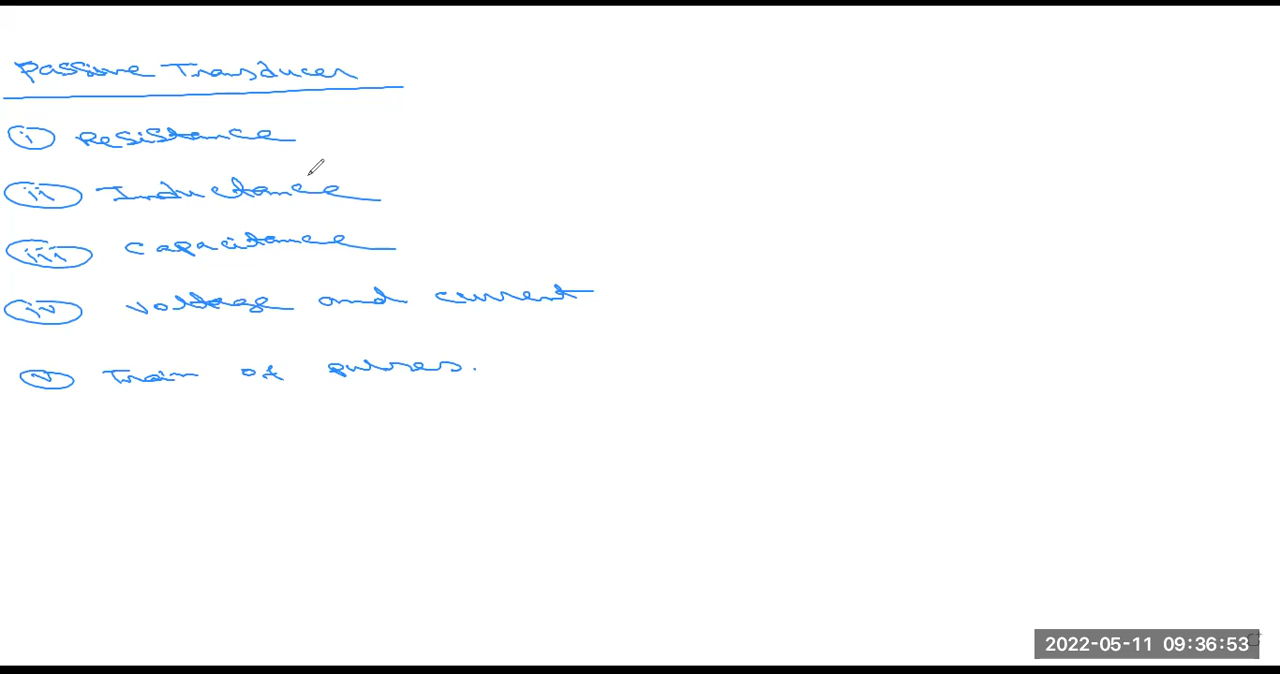 Passive Transducer
i Resistance
ii Inductance
iii capacitance
iv voltage and current
v Train of pulses.
2022-05-11 09:36:53